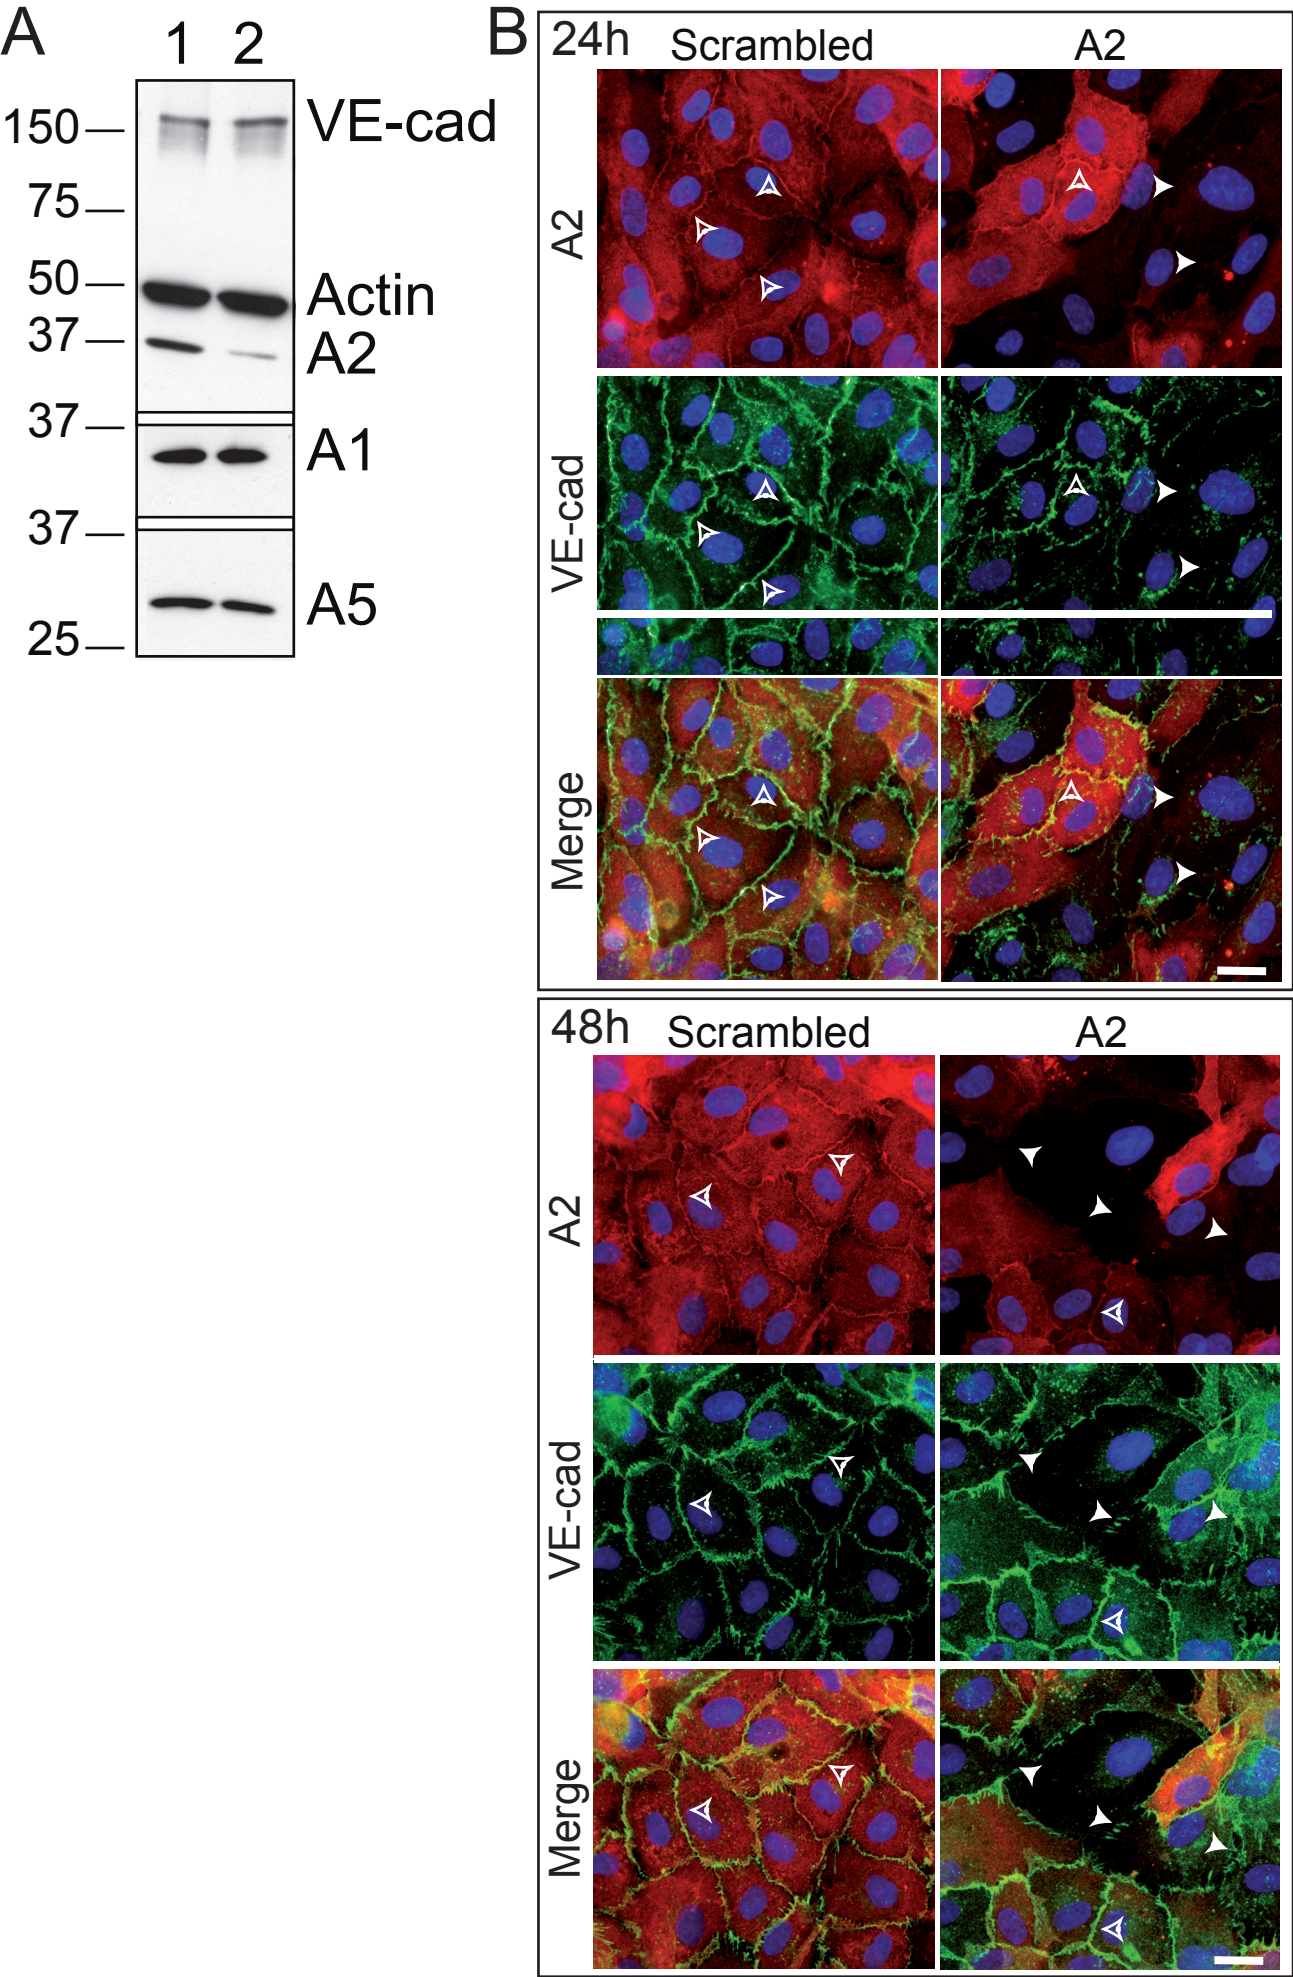 A
1 2
150
VE-cad
75
50
Actin
37
A2
37
A1
37
A5
25
B
24h
Scrambled A2
A2
VE-cad
Merge
48h
Scrambled A2
A2
VE-cad
Merge